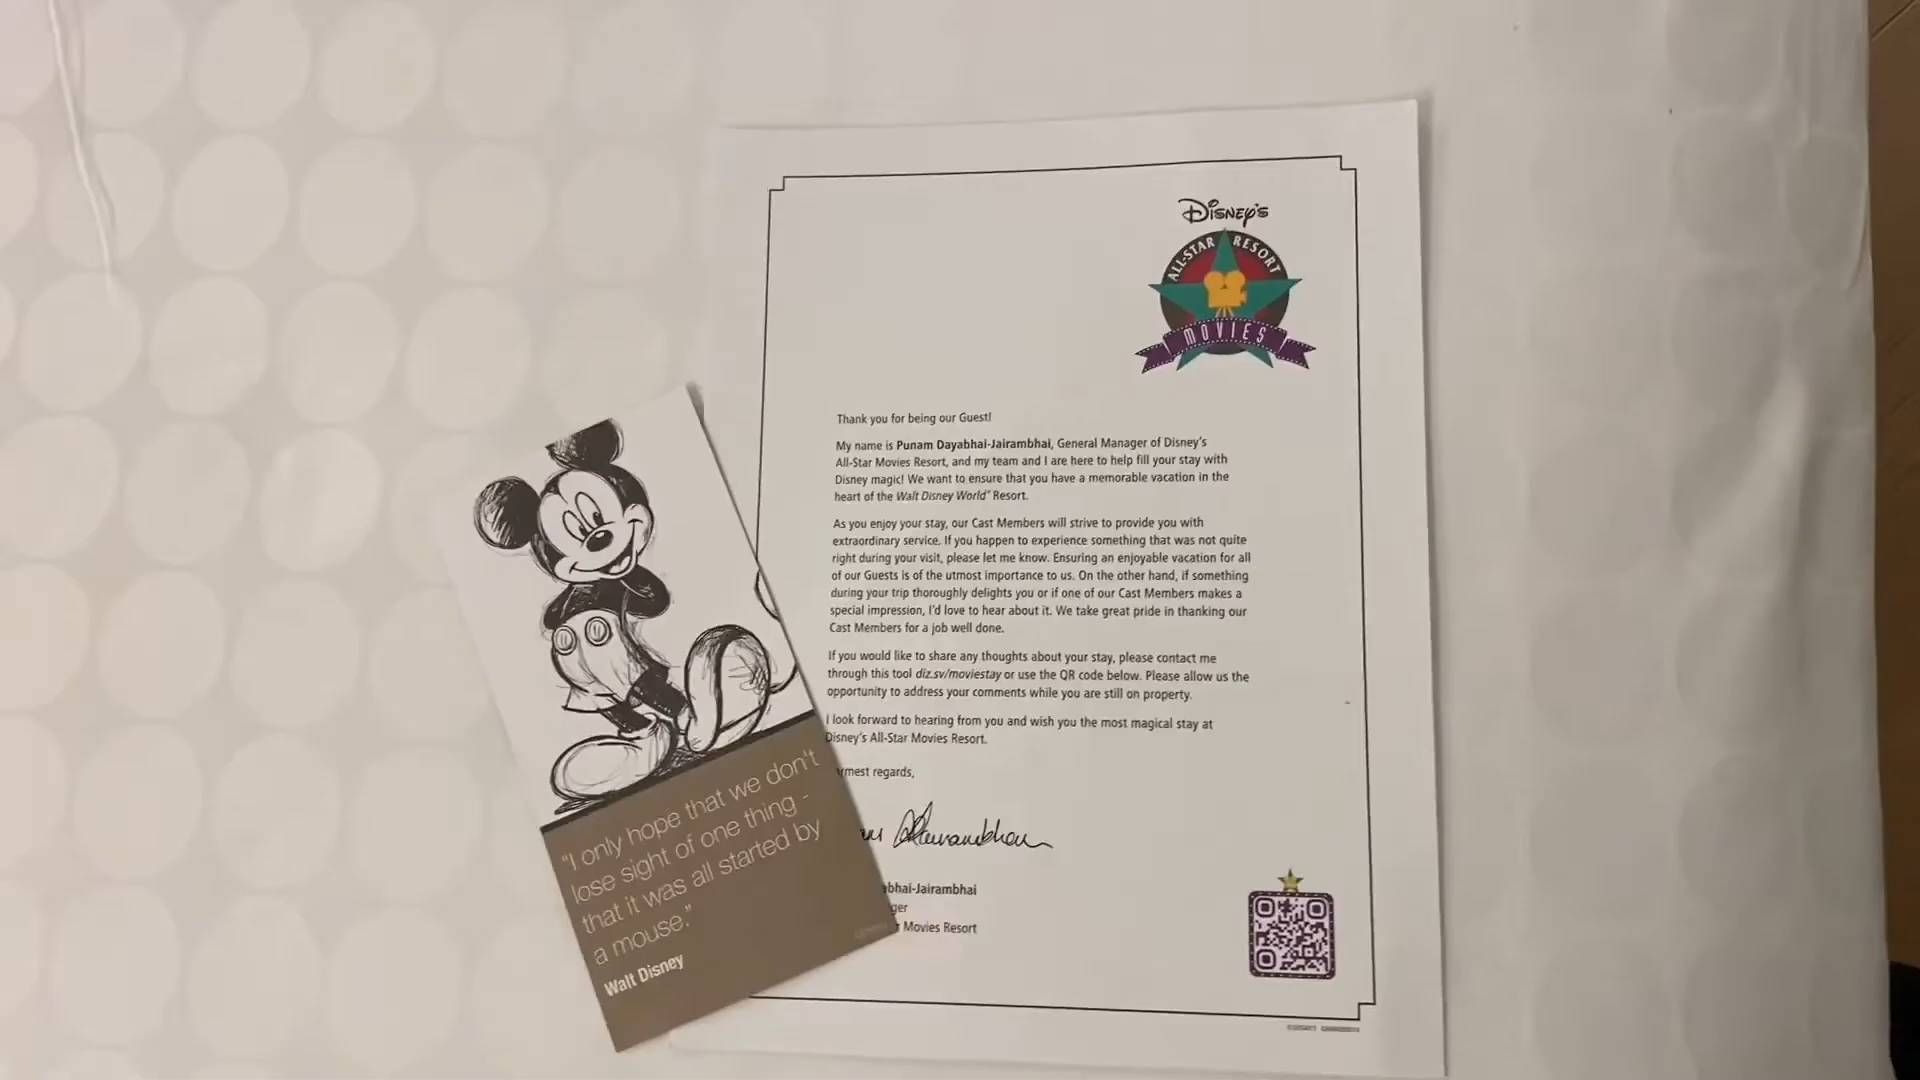 Disney's
ALL-STAR RESORT
MOVIES
Thank you for being our Guest!
My name is Punam Dayabhai-Jairambhai, General Manager of Disney's
All-Star Movies Resort, and my team and I are here to help fill your stay with
Disney magic! We want to ensure that you have a memorable vacation in the
heart of the Walt Disney World® Resort.
As you enjoy your stay, our Cast Members will strive to provide you with
extraordinary service. If you happen to experience something that was not quite
right during your visit, please let me know. Ensuring an enjoyable vacation for all
of our Guests is of the utmost importance to us. On the other hand, if something
during your trip thoroughly delights you or if one of our Cast Members makes a
special impression, I'd love to hear about it. We take great pride in thanking our
Cast Members for a job well done.
If you would like to share any thoughts about your stay, please contact me
through this tool diz.sv/moviestay or use the QR code below. Please allow us the
opportunity to address your comments while you are still on property.
I look forward to hearing from you and wish you the most magical stay at
Disney's All-Star Movies Resort.
rmest regards,
abhai-Jairambhai
ger
r Movies Resort
"I only hope that we don't
lose sight of one thing -
that it was all started by
a mouse."
Walt Disney